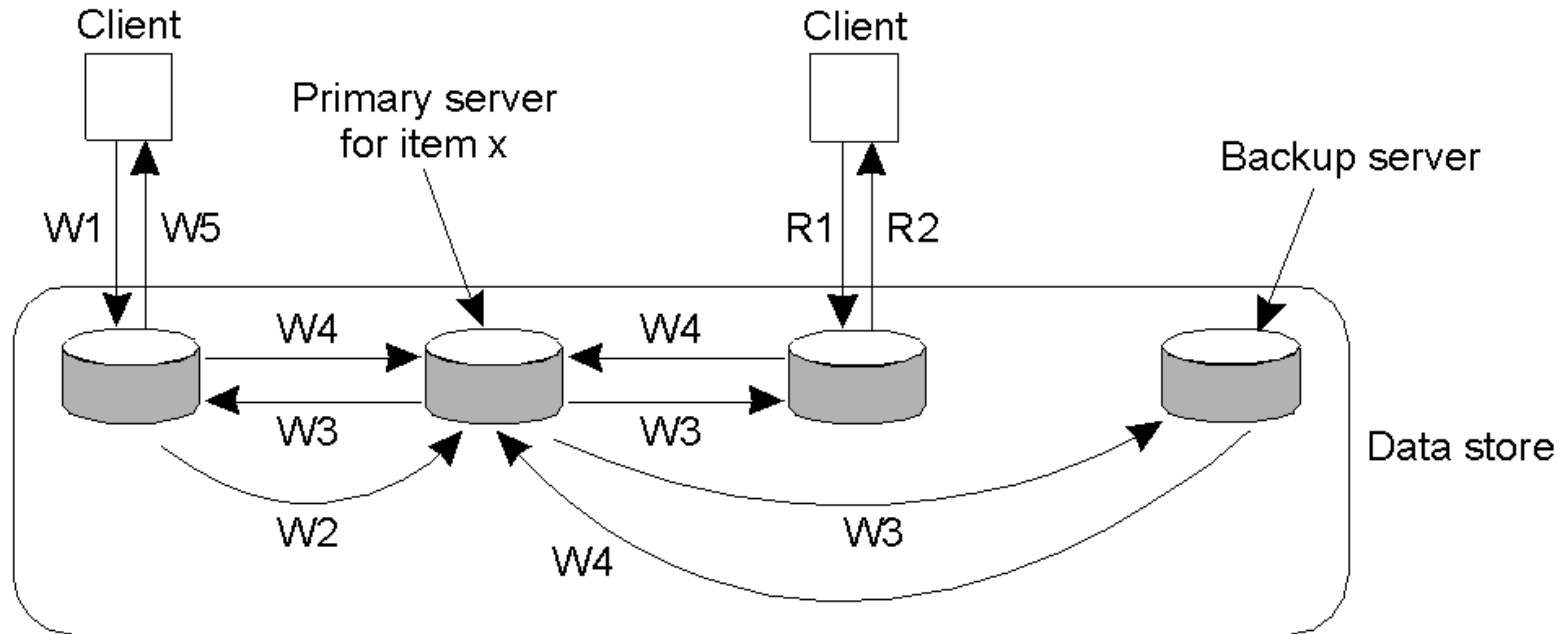 Client
Client
Primary server
for item x
Backup server
W1
W5
R1
R2
W4
W4
W3
W3
Data store
W2
W3
W4